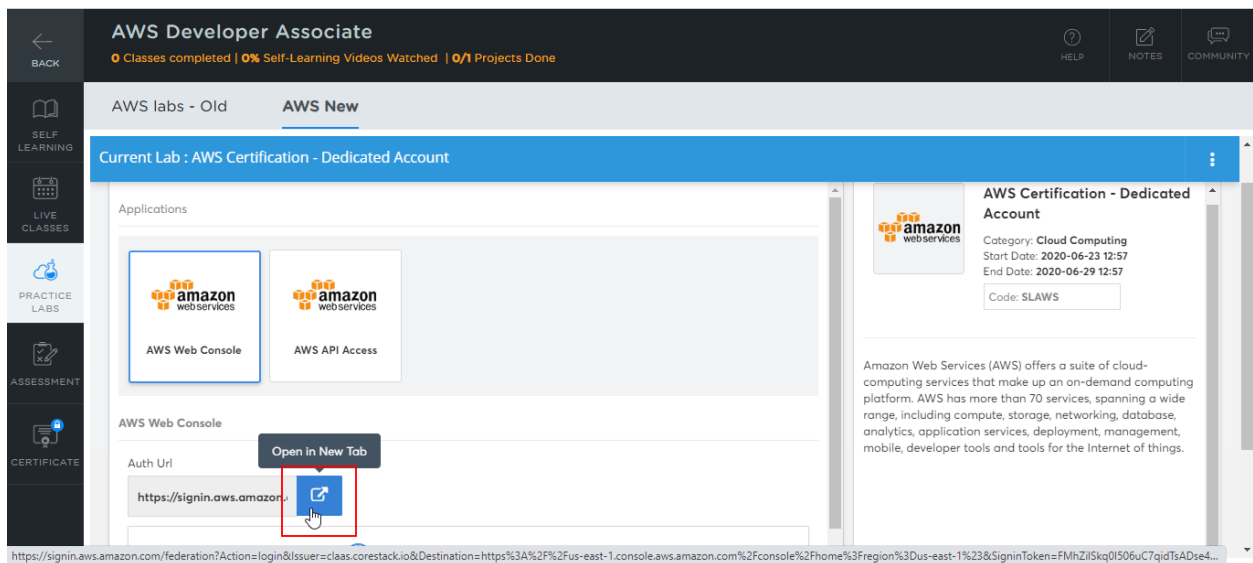 BACK
AWS Developer Associate
0 Classes completed | 0% Self-Learning Videos Watched | 0/1 Projects Done
HELP
NOTES
COMMUNITY
SELF
LEARNING
LIVE
CLASSES
PRACTICE
LABS
ASSESSMENT
CERTIFICATE
AWS labs - Old
AWS New
Current Lab : AWS Certification - Dedicated Account
Applications
amazon
webservices
AWS Web Console
amazon
webservices
AWS API Access
AWS Web Console
Open in New Tab
Auth Url
https://signin.aws.amazon.
amazon
webservices
AWS Certification - Dedicated
Account
Category: Cloud Computing
Start Date: 2020-06-23 12:57
End Date: 2020-06-29 12:57
Code: SLAWS
Amazon Web Services (AWS) offers a suite of cloud-
computing services that make up an on-demand computing
platform. AWS has more than 70 services, spanning a wide
range, including compute, storage, networking, database,
analytics, application services, deployment, management,
mobile, developer tools and tools for the Internet of things.
https://signin.aws.amazon.com/federation?Action=login&Issuer=claas.corestack.io&Destination=https%3A%2F%2Fus-east-1.console.aws.amazon.com%2Fconsole%2Fhome%3Fregion%3Dus-east-1%23&SigninToken=FMhZilSkq0I506uC7qidTsADse4...